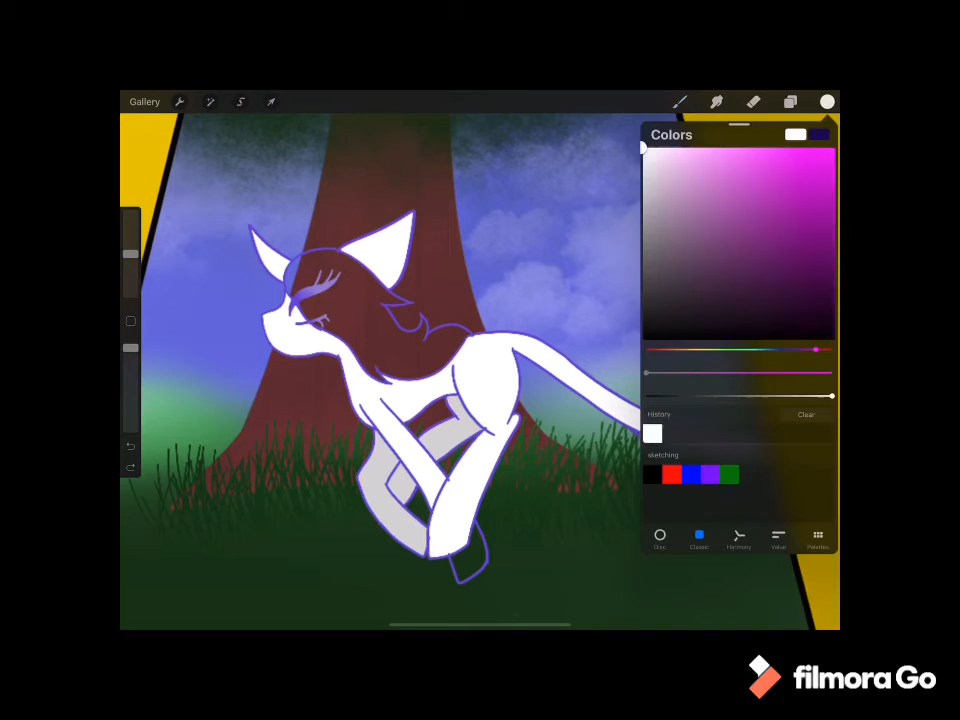 Gallery
Colors
History
Clear
sketching
Disc
Classic
Harmony
Value
Palettes
filmora Go